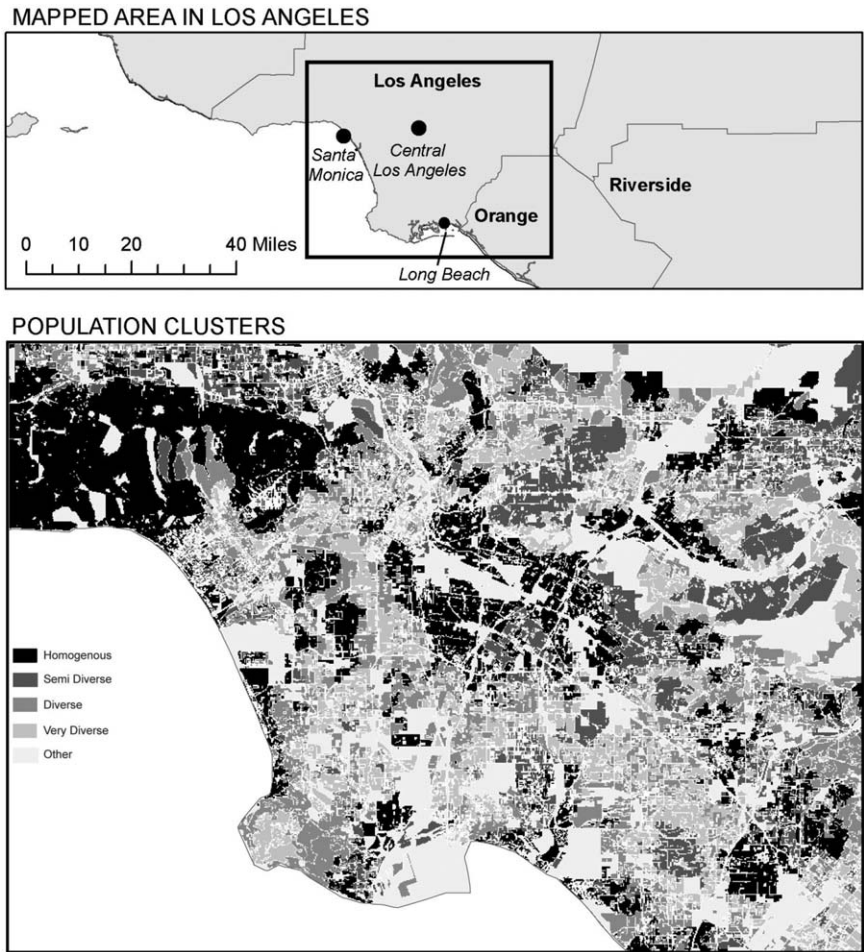 MAPPED AREA IN LOS ANGELES
Los Angeles
Santa
Monica
Central
Los Angeles
Riverside
Orange
0 10 20 40 Miles
Long Beach
POPULATION CLUSTERS
Homogenous
Semi Diverse
Diverse
Very Diverse
Other